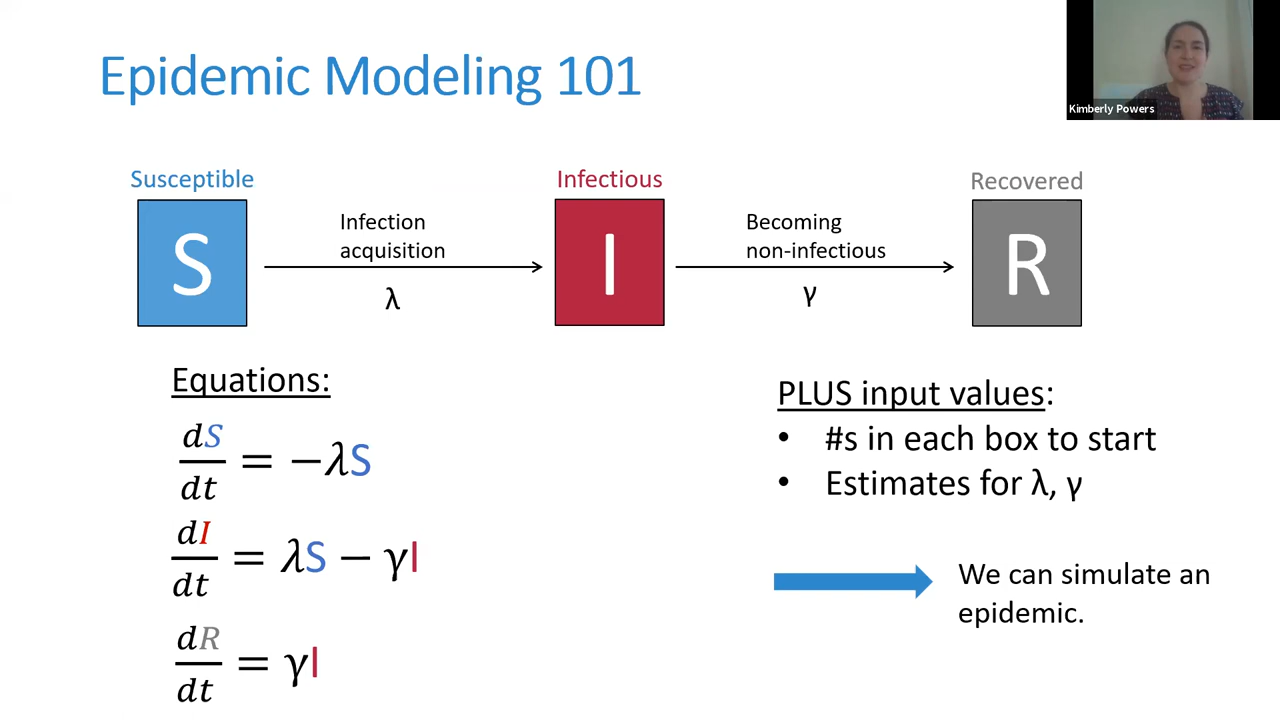 Epidemic Modeling 101
Kimberly Powers
Susceptible
Infectious
Recovered
S
Infection
acquisition
λ
I
Becoming
non-infectious
γ
R
Equations:
dS/dt = −λS
dI/dt = λS − γI
dR/dt = γI
PLUS input values:
• #s in each box to start
• Estimates for λ, γ
We can simulate an
epidemic.